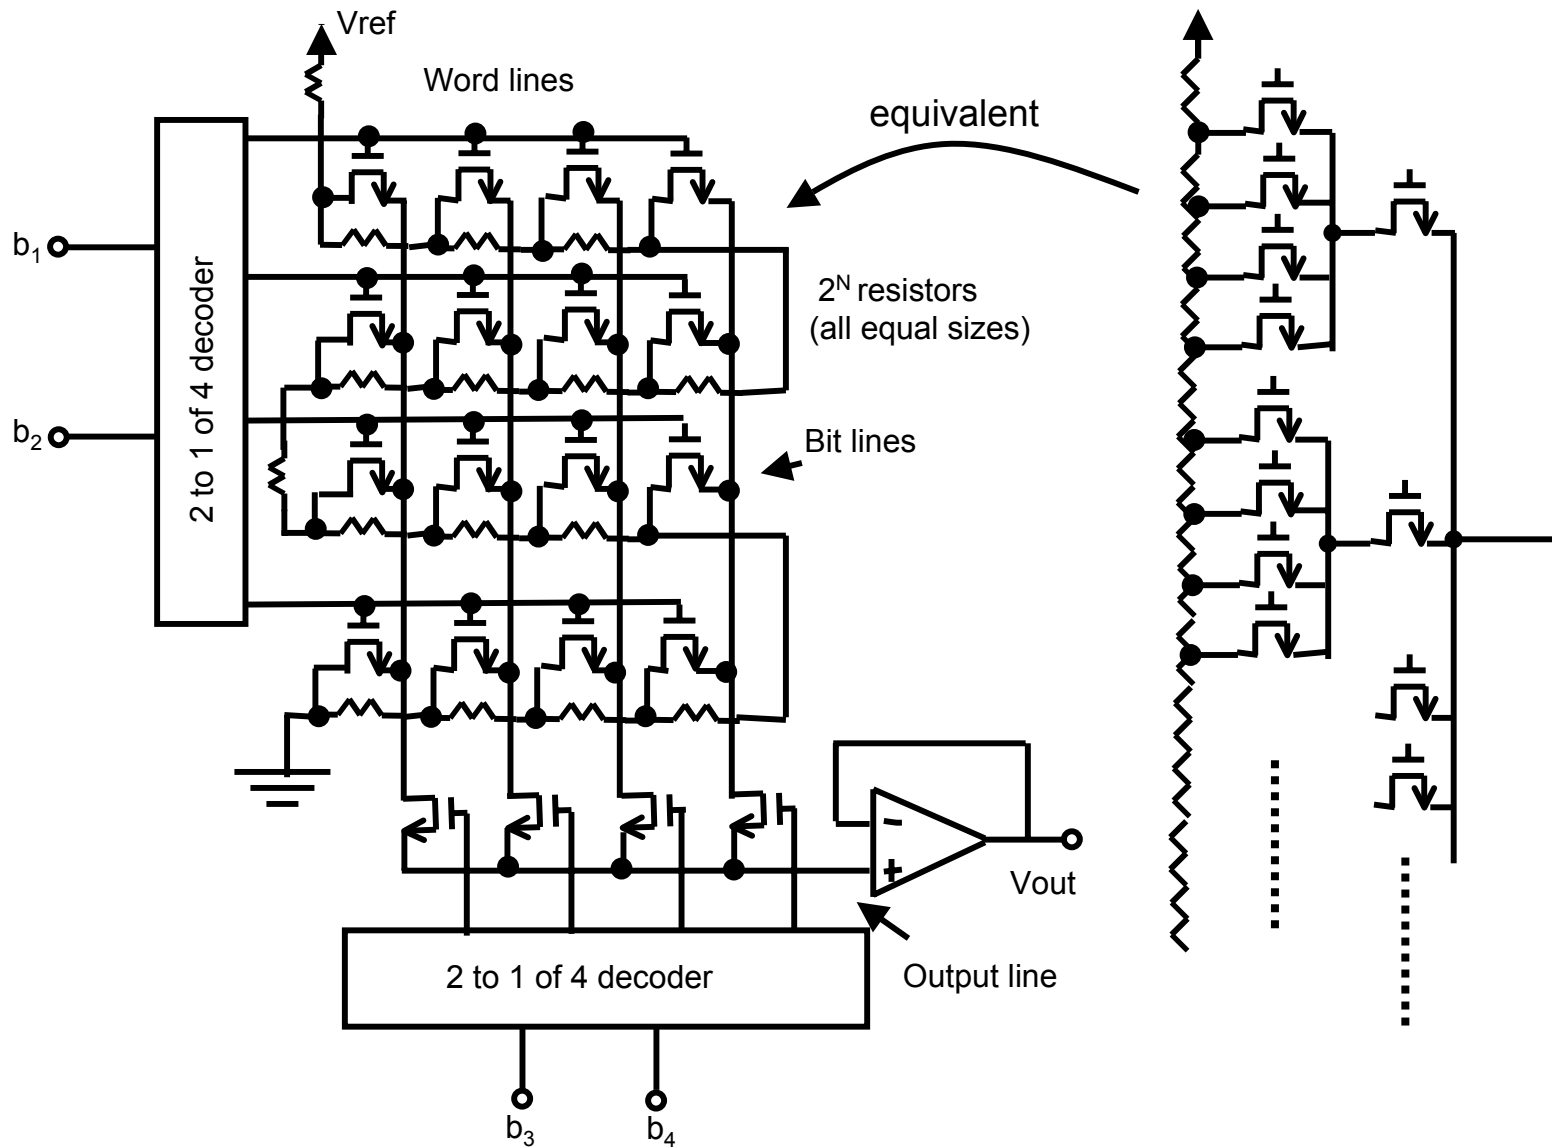 Vref
Word lines
equivalent
b1
2 to 1 of 4 decoder
2^N resistors
(all equal sizes)
b2
Bit lines
-
+
Vout
Output line
2 to 1 of 4 decoder
b3
b4